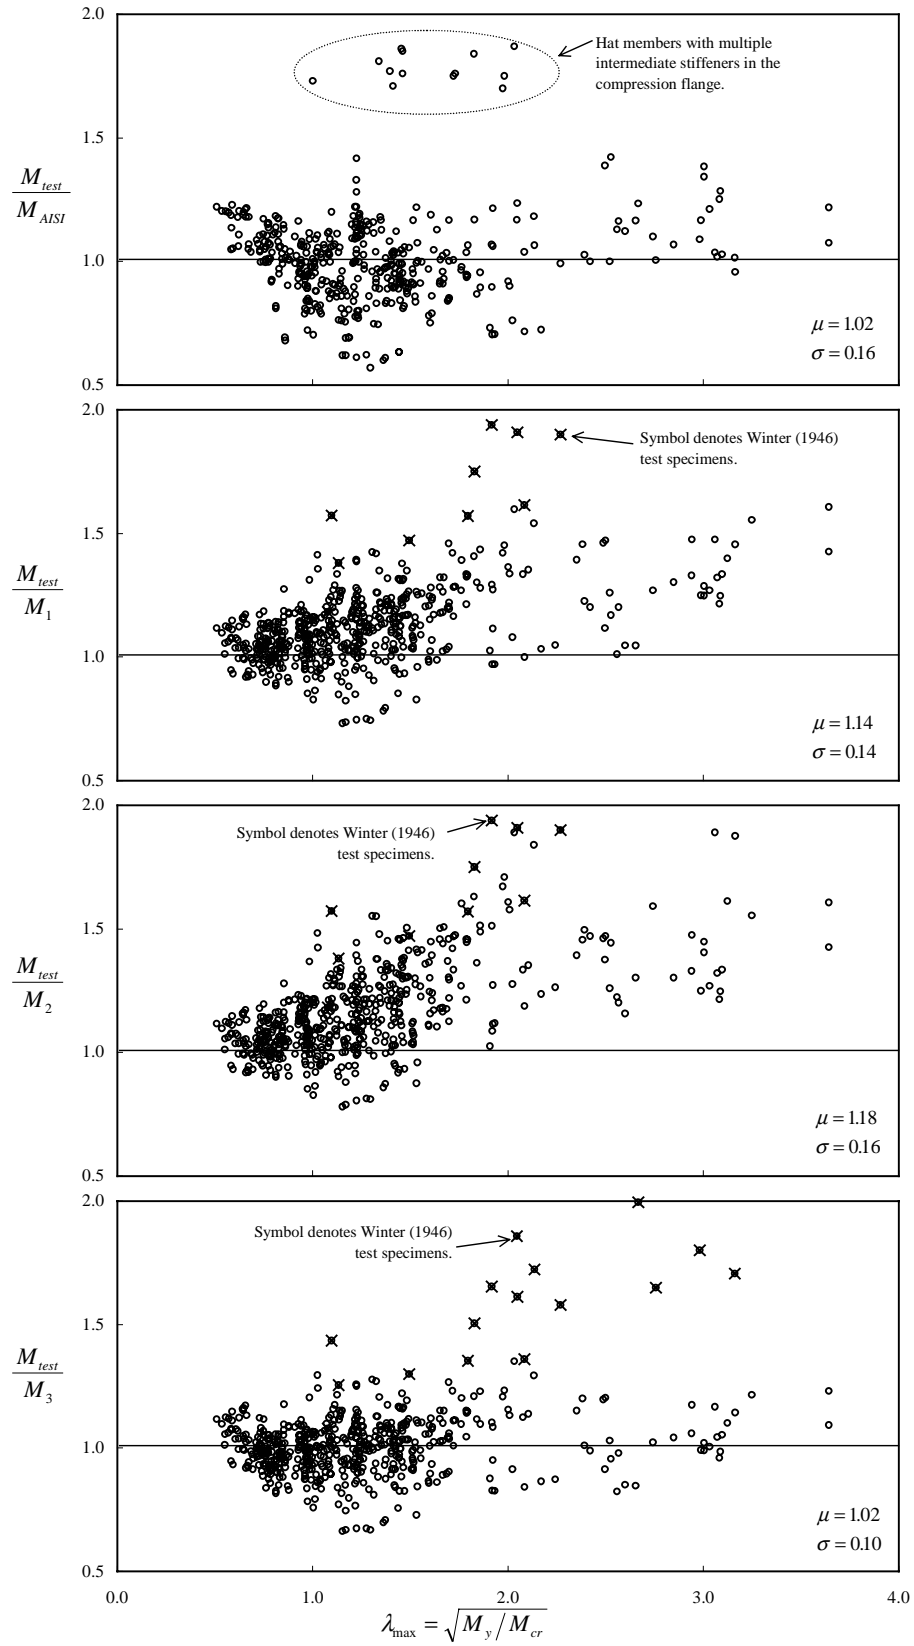 2.0
Hat members with multiple
intermediate stiffeners in the
compression flange.
1.5
M_test / M_AISI
1.0
μ = 1.02
σ = 0.16
0.5
2.0
Symbol denotes Winter (1946)
test specimens.
1.5
M_test / M_1
1.0
μ = 1.14
σ = 0.14
0.5
2.0
Symbol denotes Winter (1946)
test specimens.
1.5
M_test / M_2
1.0
μ = 1.18
σ = 0.16
0.5
2.0
Symbol denotes Winter (1946)
test specimens.
1.5
M_test / M_3
1.0
μ = 1.02
σ = 0.10
0.5
0.0 1.0 2.0 3.0 4.0
λ_max = √(M_y / M_cr)